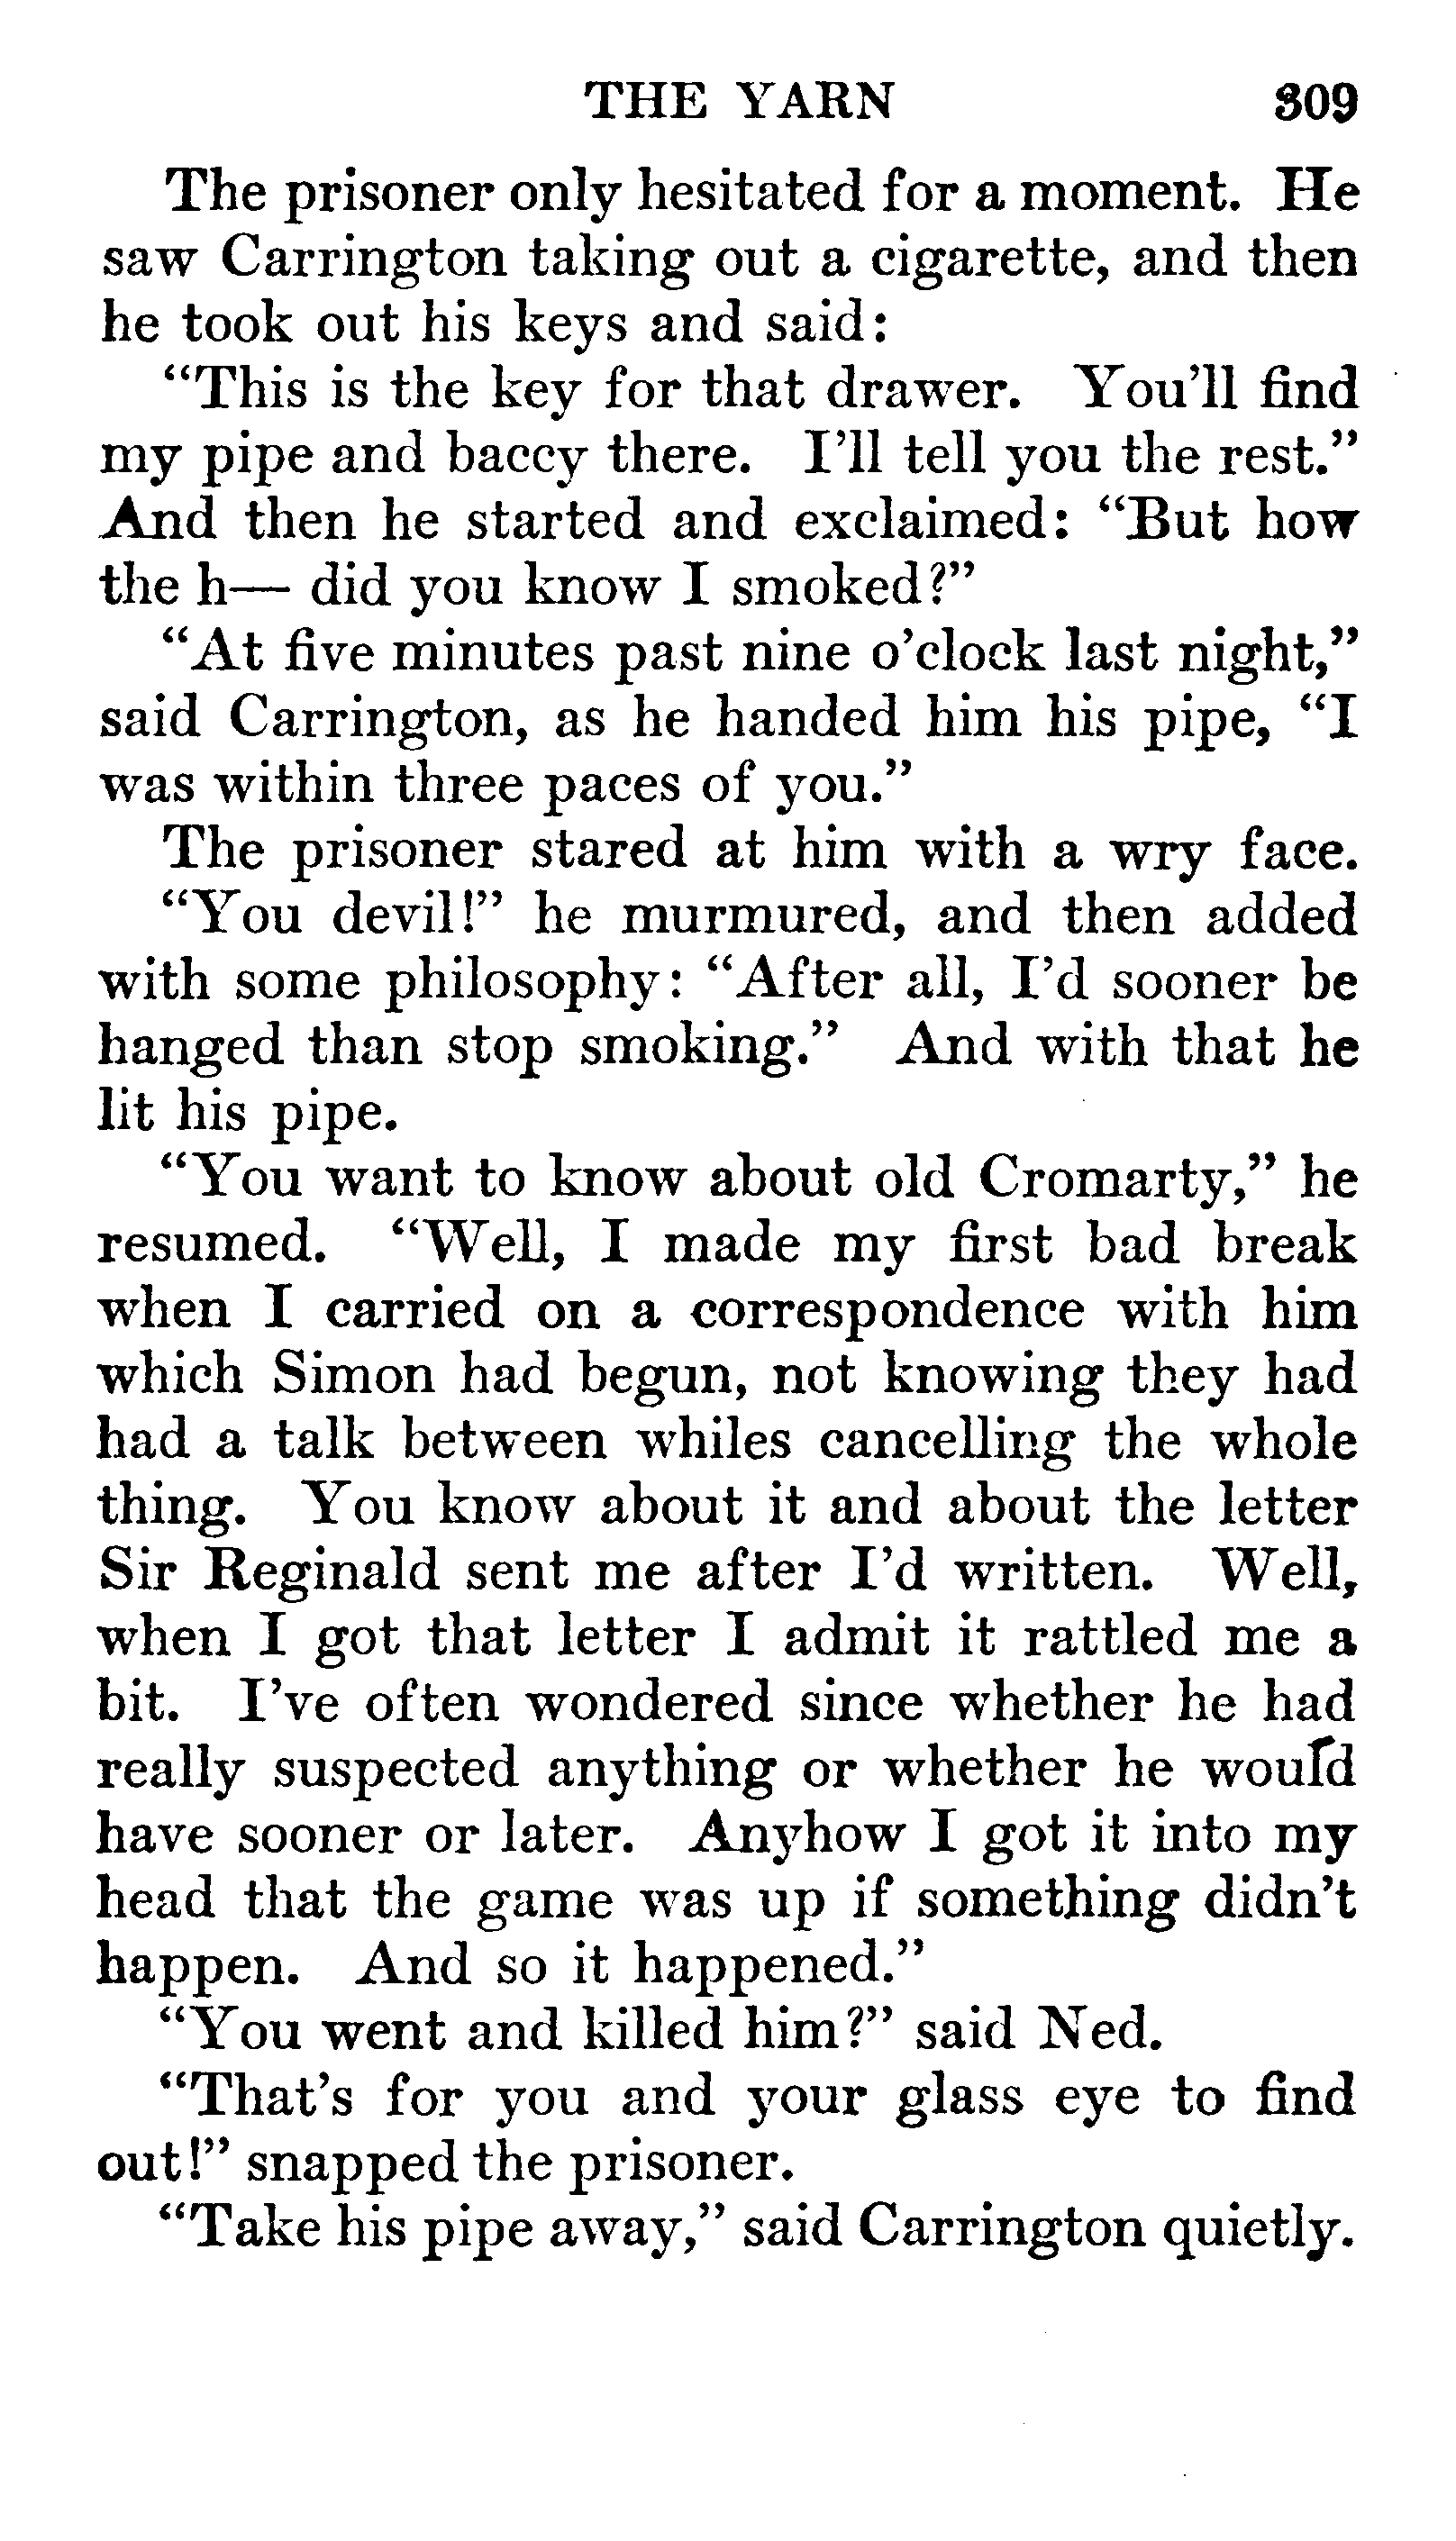 THE YARN 309
The prisoner only hesitated for a moment. He
saw Carrington taking out a cigarette, and then
he took out his keys and said:
“This is the key for that drawer. You’ll find
my pipe and baccy there. I’ll tell you the rest.”
And then he started and exclaimed: “But how
the h— did you know I smoked?”
“At five minutes past nine o’clock last night,”
said Carrington, as he handed him his pipe, “I
was within three paces of you.”
The prisoner stared at him with a wry face.
“You devil!” he murmured, and then added
with some philosophy: “After all, I’d sooner be
hanged than stop smoking.” And with that he
lit his pipe.
“You want to know about old Cromarty,” he
resumed. “Well, I made my first bad break
when I carried on a correspondence with him
which Simon had begun, not knowing they had
had a talk between whiles cancelling the whole
thing. You know about it and about the letter
Sir Reginald sent me after I’d written. Well,
when I got that letter I admit it rattled me a
bit. I’ve often wondered since whether he had
really suspected anything or whether he would
have sooner or later. Anyhow I got it into my
head that the game was up if something didn’t
happen. And so it happened.”
“You went and killed him?” said Ned.
“That’s for you and your glass eye to find
out!” snapped the prisoner.
“Take his pipe away,” said Carrington quietly.